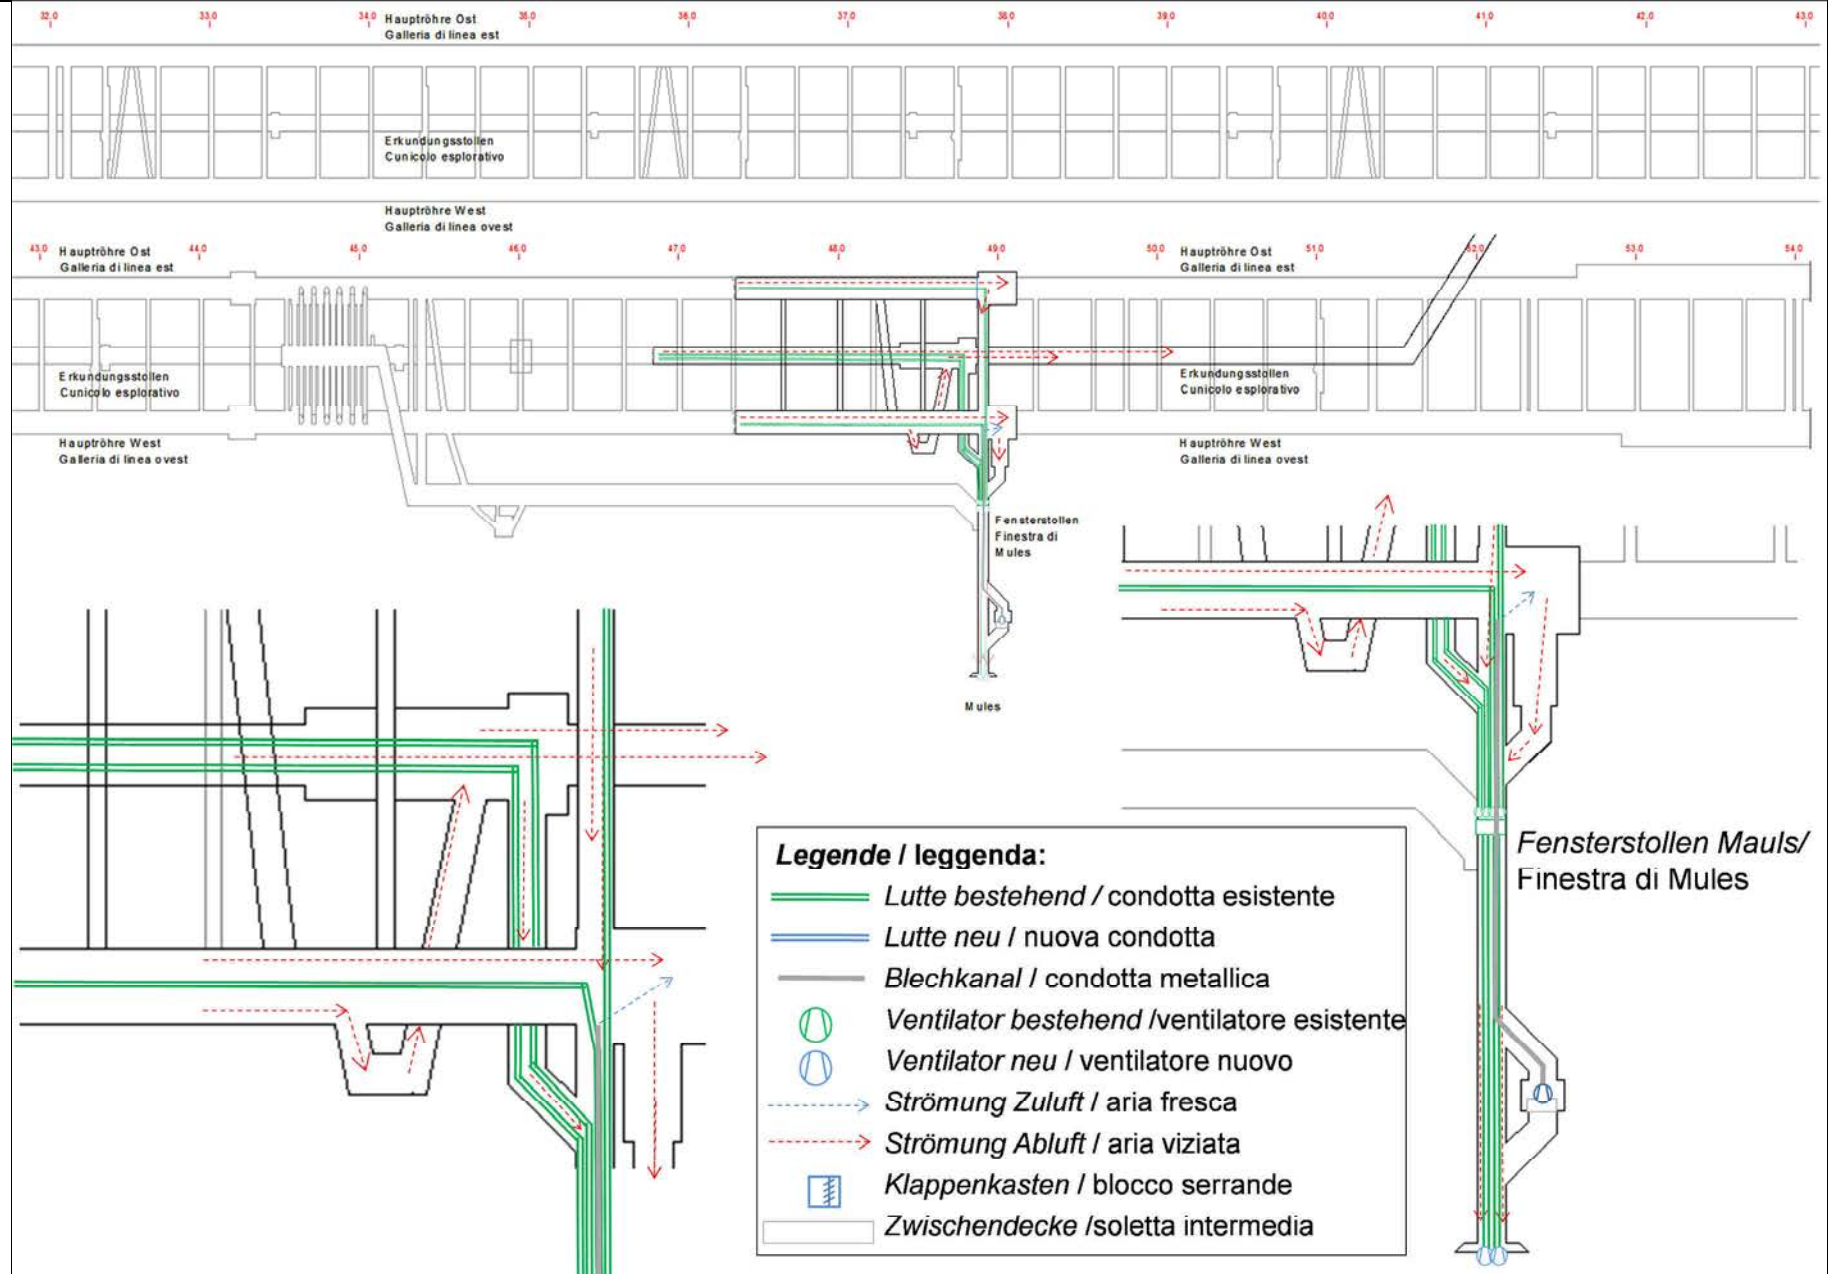 32.0 33.0 34.0 35.0 36.0 37.0 38.0 39.0 40.0 41.0 42.0 43.0
Hauptröhre Ost
Galleria di linea est
Erkundungsstollen
Cunicolo esplorativo
Hauptröhre West
Galleria di linea ovest
43.0 44.0 45.0 46.0 47.0 48.0 49.0 50.0 51.0 52.0 53.0 54.0
Hauptröhre Ost
Galleria di linea est
Hauptröhre Ost
Galleria di linea est
Erkundungsstollen
Cunicolo esplorativo
Erkundungsstollen
Cunicolo esplorativo
Hauptröhre West
Galleria di linea ovest
Hauptröhre West
Galleria di linea ovest
Fensterstollen
Finestra di
Mules
Mules
Fensterstollen Mauls/
Finestra di Mules
Legende / leggenda:
Lutte bestehend / condotta esistente
Lutte neu / nuova condotta
Blechkanal / condotta metallica
Ventilator bestehend /ventilatore esistente
Ventilator neu / ventilatore nuovo
Strömung Zuluft / aria fresca
Strömung Abluft / aria viziata
Klappenkasten / blocco serrande
Zwischendecke /soletta intermedia